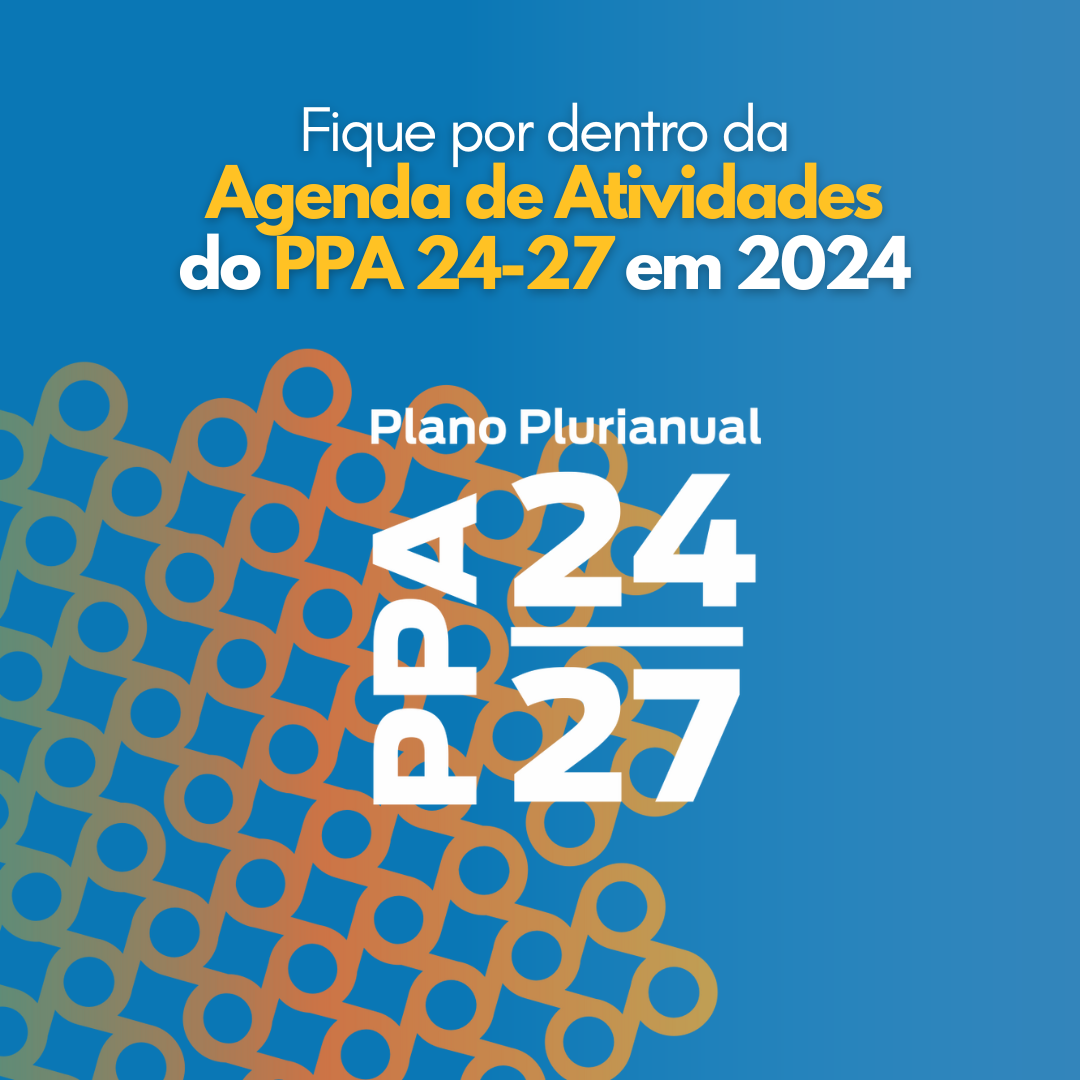 Fique por dentro da
Agenda de Atividades
do PPA 24-27 em 2024
Plano Plurianual
PPA
24
27